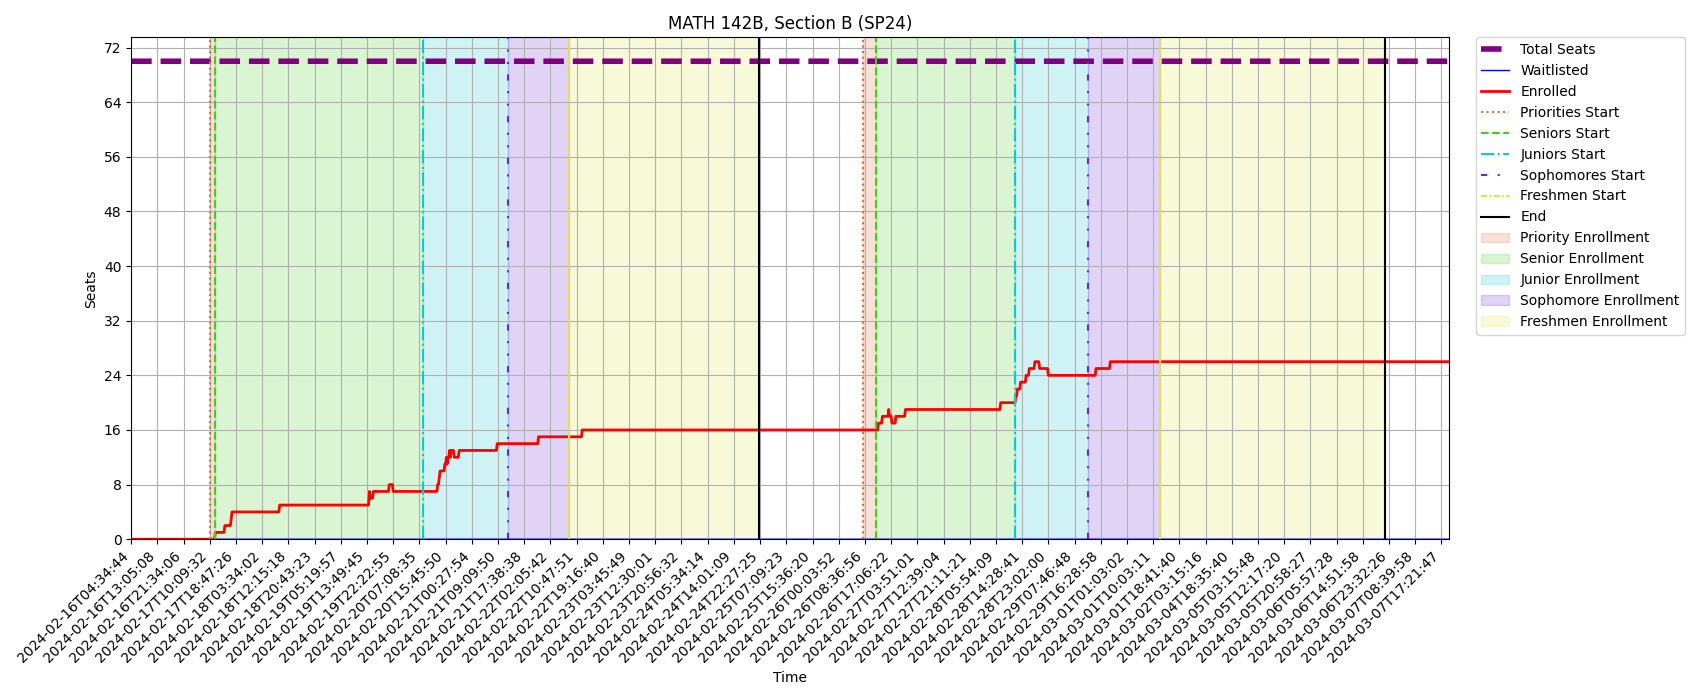 MATH 142B, Section B (SP24)
72
64
56
48
40
32
24
16
8
0
Seats
2024-02-16T04:34:44
2024-02-16T13:05:08
2024-02-16T21:34:06
2024-02-17T10:09:32
2024-02-17T18:47:26
2024-02-18T03:34:02
2024-02-18T12:15:18
2024-02-18T20:43:23
2024-02-19T05:19:57
2024-02-19T13:49:45
2024-02-19T22:22:55
2024-02-20T07:08:35
2024-02-20T15:45:50
2024-02-21T00:27:54
2024-02-21T09:09:50
2024-02-21T17:38:38
2024-02-22T02:05:42
2024-02-22T10:47:51
2024-02-22T19:16:40
2024-02-23T03:45:49
2024-02-23T12:30:01
2024-02-23T20:56:32
2024-02-24T05:34:14
2024-02-24T14:01:09
2024-02-24T22:27:25
2024-02-25T07:09:23
2024-02-25T15:36:20
2024-02-26T00:03:52
2024-02-26T08:36:56
2024-02-26T17:06:22
2024-02-27T03:51:01
2024-02-27T12:39:04
2024-02-27T21:11:21
2024-02-28T05:54:09
2024-02-28T14:28:41
2024-02-28T23:02:00
2024-02-29T07:46:48
2024-02-29T16:28:58
2024-03-01T01:03:02
2024-03-01T10:03:11
2024-03-01T18:41:40
2024-03-02T03:15:16
2024-03-04T18:35:40
2024-03-05T03:15:48
2024-03-05T12:17:20
2024-03-05T20:58:27
2024-03-06T05:57:28
2024-03-06T14:51:58
2024-03-06T23:32:26
2024-03-07T08:39:58
2024-03-07T17:21:47
Time
Total Seats
Waitlisted
Enrolled
Priorities Start
Seniors Start
Juniors Start
Sophomores Start
Freshmen Start
End
Priority Enrollment
Senior Enrollment
Junior Enrollment
Sophomore Enrollment
Freshmen Enrollment